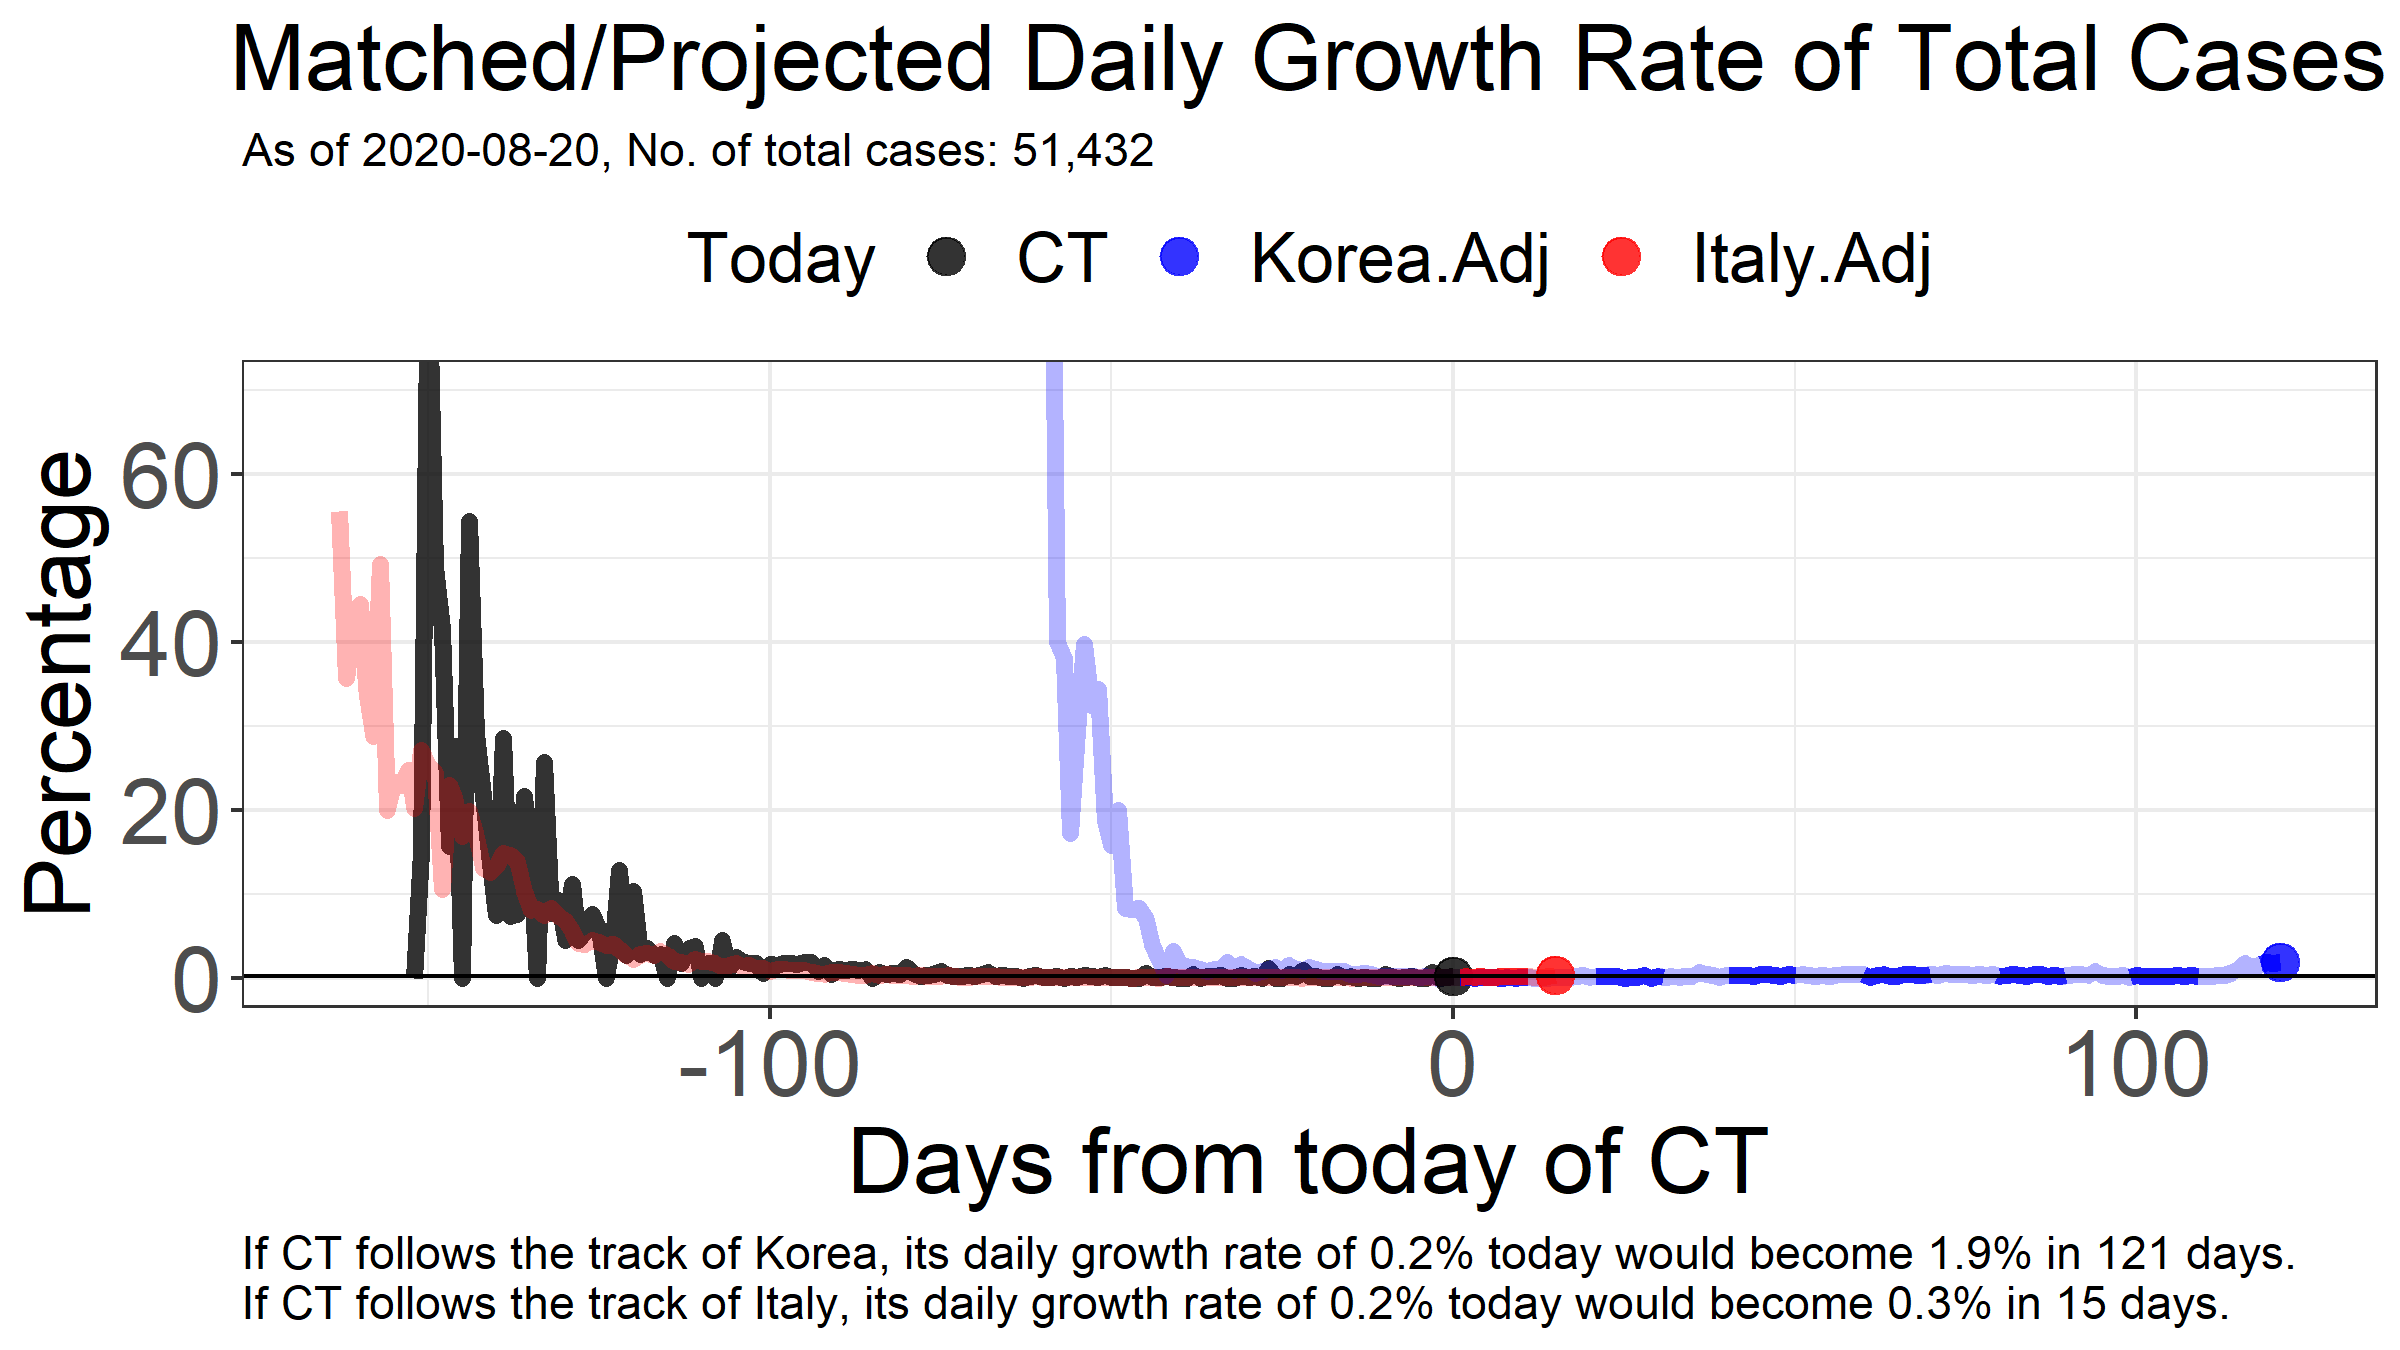 Matched/Projected Daily Growth Rate of Total Cases
As of 2020-08-20, No. of total cases: 51,432
Today CT Korea.Adj Italy.Adj
Percentage
60
40
20
0
-100 0 100
Days from today of CT
If CT follows the track of Korea, its daily growth rate of 0.2% today would become 1.9% in 121 days.
If CT follows the track of Italy, its daily growth rate of 0.2% today would become 0.3% in 15 days.